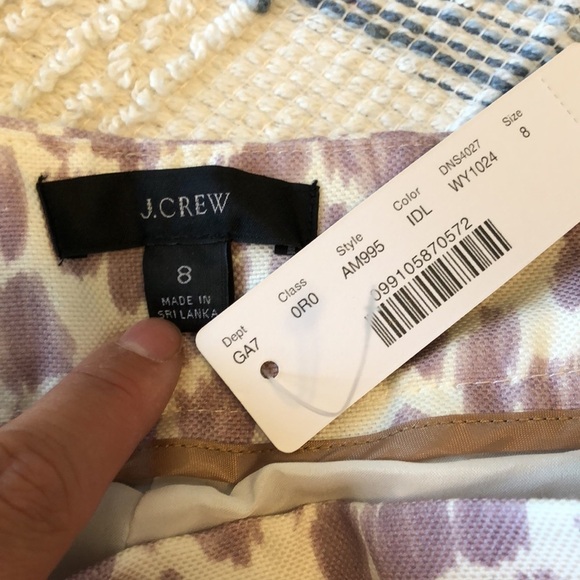 J.CREW
8
MADE IN
SRI LANKA
Dept Class Style Color DNS4027 Size
GA7 0R0 AM995 IDL WY1024 8
099105870572